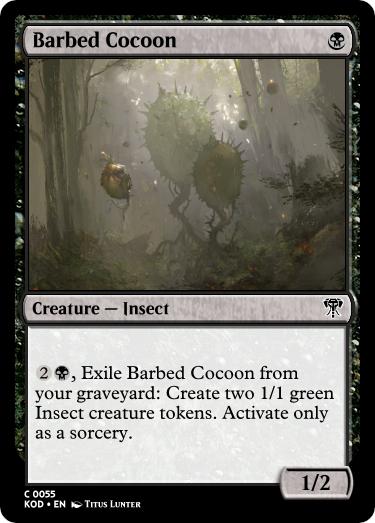 Barbed Cocoon
Creature — Insect
2, Exile Barbed Cocoon from
your graveyard: Create two 1/1 green
Insect creature tokens. Activate only
as a sorcery.
1/2
C 0055
KOD • EN Titus Lunter